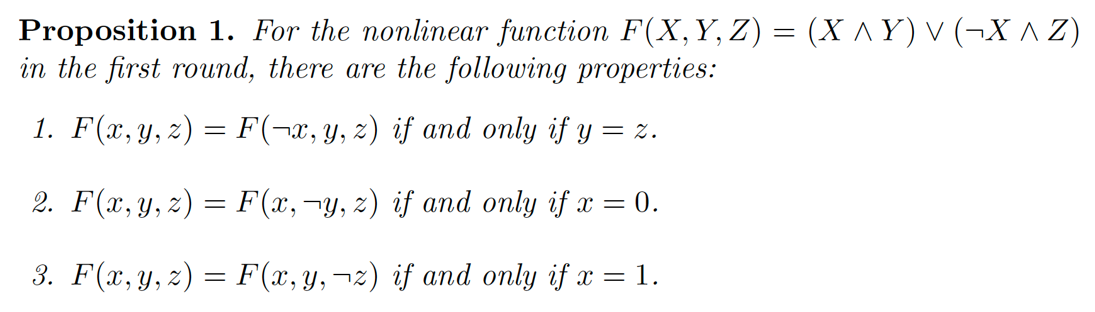 Proposition 1. For the nonlinear function F(X, Y, Z) = (X ∧ Y) ∨ (¬X ∧ Z)
in the first round, there are the following properties:
1. F(x, y, z) = F(¬x, y, z) if and only if y = z.
2. F(x, y, z) = F(x, ¬y, z) if and only if x = 0.
3. F(x, y, z) = F(x, y, ¬z) if and only if x = 1.